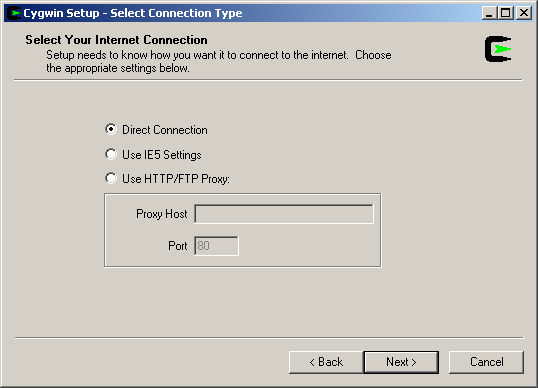 Cygwin Setup - Select Connection Type
Select Your Internet Connection
Setup needs to know how you want it to connect to the internet. Choose
the appropriate settings below.
Direct Connection
Use IE5 Settings
Use HTTP/FTP Proxy:
Proxy Host
Port 80
< Back Next > Cancel